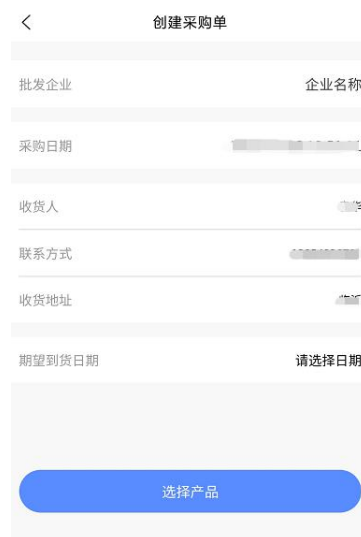 创建采购单
批发企业 企业名称
采购日期
收货人
联系方式
收货地址
期望到货日期 请选择日期
选择产品